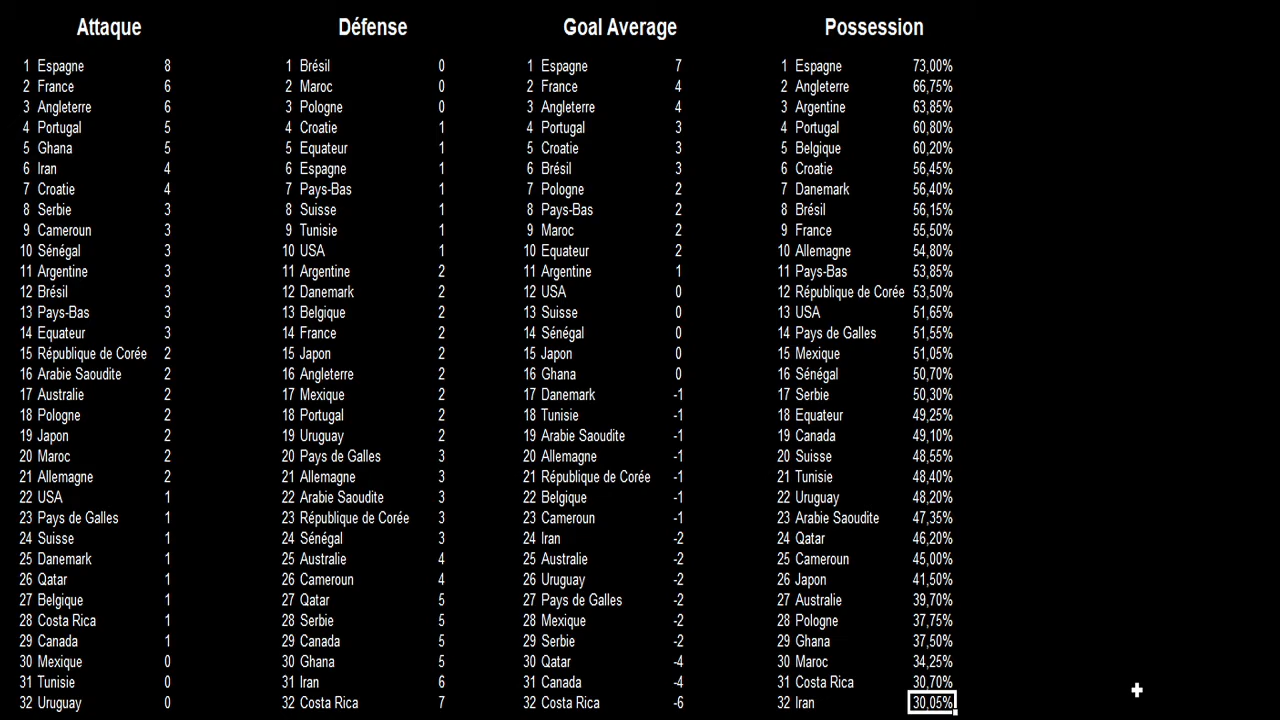 Attaque Défense Goal Average Possession
1 Espagne 8 1 Brésil 0 1 Espagne 7 1 Espagne 73,00%
2 France 6 2 Maroc 0 2 France 4 2 Angleterre 66,75%
3 Angleterre 6 3 Pologne 0 3 Angleterre 4 3 Argentine 63,85%
4 Portugal 5 4 Croatie 1 4 Portugal 3 4 Portugal 60,80%
5 Ghana 5 5 Equateur 1 5 Croatie 3 5 Belgique 60,20%
6 Iran 4 6 Espagne 1 6 Brésil 3 6 Croatie 56,45%
7 Croatie 4 7 Pays-Bas 1 7 Pologne 2 7 Danemark 56,40%
8 Serbie 3 8 Suisse 1 8 Pays-Bas 2 8 Brésil 56,15%
9 Cameroun 3 9 Tunisie 1 9 Maroc 2 9 France 55,50%
10 Sénégal 3 10 USA 1 10 Equateur 2 10 Allemagne 54,80%
11 Argentine 3 11 Argentine 2 11 Argentine 1 11 Pays-Bas 53,85%
12 Brésil 3 12 Danemark 2 12 USA 0 12 République de Corée 53,50%
13 Pays-Bas 3 13 Belgique 2 13 Suisse 0 13 USA 51,65%
14 Equateur 3 14 France 2 14 Sénégal 0 14 Pays de Galles 51,55%
15 République de Corée 2 15 Japon 2 15 Japon 0 15 Mexique 51,05%
16 Arabie Saoudite 2 16 Angleterre 2 16 Ghana 0 16 Sénégal 50,70%
17 Australie 2 17 Mexique 2 17 Danemark -1 17 Serbie 50,30%
18 Pologne 2 18 Portugal 2 18 Tunisie -1 18 Equateur 49,25%
19 Japon 2 19 Uruguay 2 19 Arabie Saoudite -1 19 Canada 49,10%
20 Maroc 2 20 Pays de Galles 3 20 Allemagne -1 20 Suisse 48,55%
21 Allemagne 2 21 Allemagne 3 21 République de Corée -1 21 Tunisie 48,40%
22 USA 1 22 Arabie Saoudite 3 22 Belgique -1 22 Uruguay 48,20%
23 Pays de Galles 1 23 République de Corée 3 23 Cameroun -1 23 Arabie Saoudite 47,35%
24 Suisse 1 24 Sénégal 3 24 Iran -2 24 Qatar 46,20%
25 Danemark 1 25 Australie 4 25 Australie -2 25 Cameroun 45,00%
26 Qatar 1 26 Cameroun 4 26 Uruguay -2 26 Japon 41,50%
27 Belgique 1 27 Qatar 5 27 Pays de Galles -2 27 Australie 39,70%
28 Costa Rica 1 28 Serbie 5 28 Mexique -2 28 Pologne 37,75%
29 Canada 1 29 Canada 5 29 Serbie -2 29 Ghana 37,50%
30 Mexique 0 30 Ghana 5 30 Qatar -4 30 Maroc 34,25%
31 Tunisie 0 31 Iran 6 31 Canada -4 31 Costa Rica 30,70%
32 Uruguay 0 32 Costa Rica 7 32 Costa Rica -6 32 Iran 30,05%